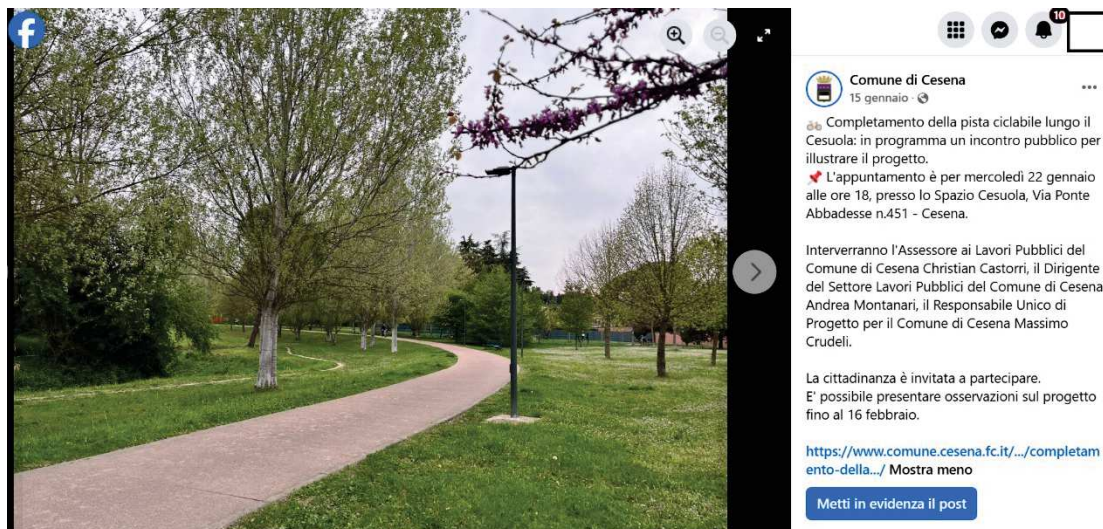 10
Comune di Cesena
15 gennaio ·
Completamento della pista ciclabile lungo il
Cesuola: in programma un incontro pubblico per
illustrare il progetto.
L'appuntamento è per mercoledì 22 gennaio
alle ore 18, presso lo Spazio Cesuola, Via Ponte
Abbadesse n.451 - Cesena.
Interverranno l'Assessore ai Lavori Pubblici del
Comune di Cesena Christian Castorri, il Dirigente
del Settore Lavori Pubblici del Comune di Cesena
Andrea Montanari, il Responsabile Unico di
Progetto per il Comune di Cesena Massimo
Crudeli.
La cittadinanza è invitata a partecipare.
E' possibile presentare osservazioni sul progetto
fino al 16 febbraio.
https://www.comune.cesena.fc.it/.../completam
ento-della.../ Mostra meno
Metti in evidenza il post